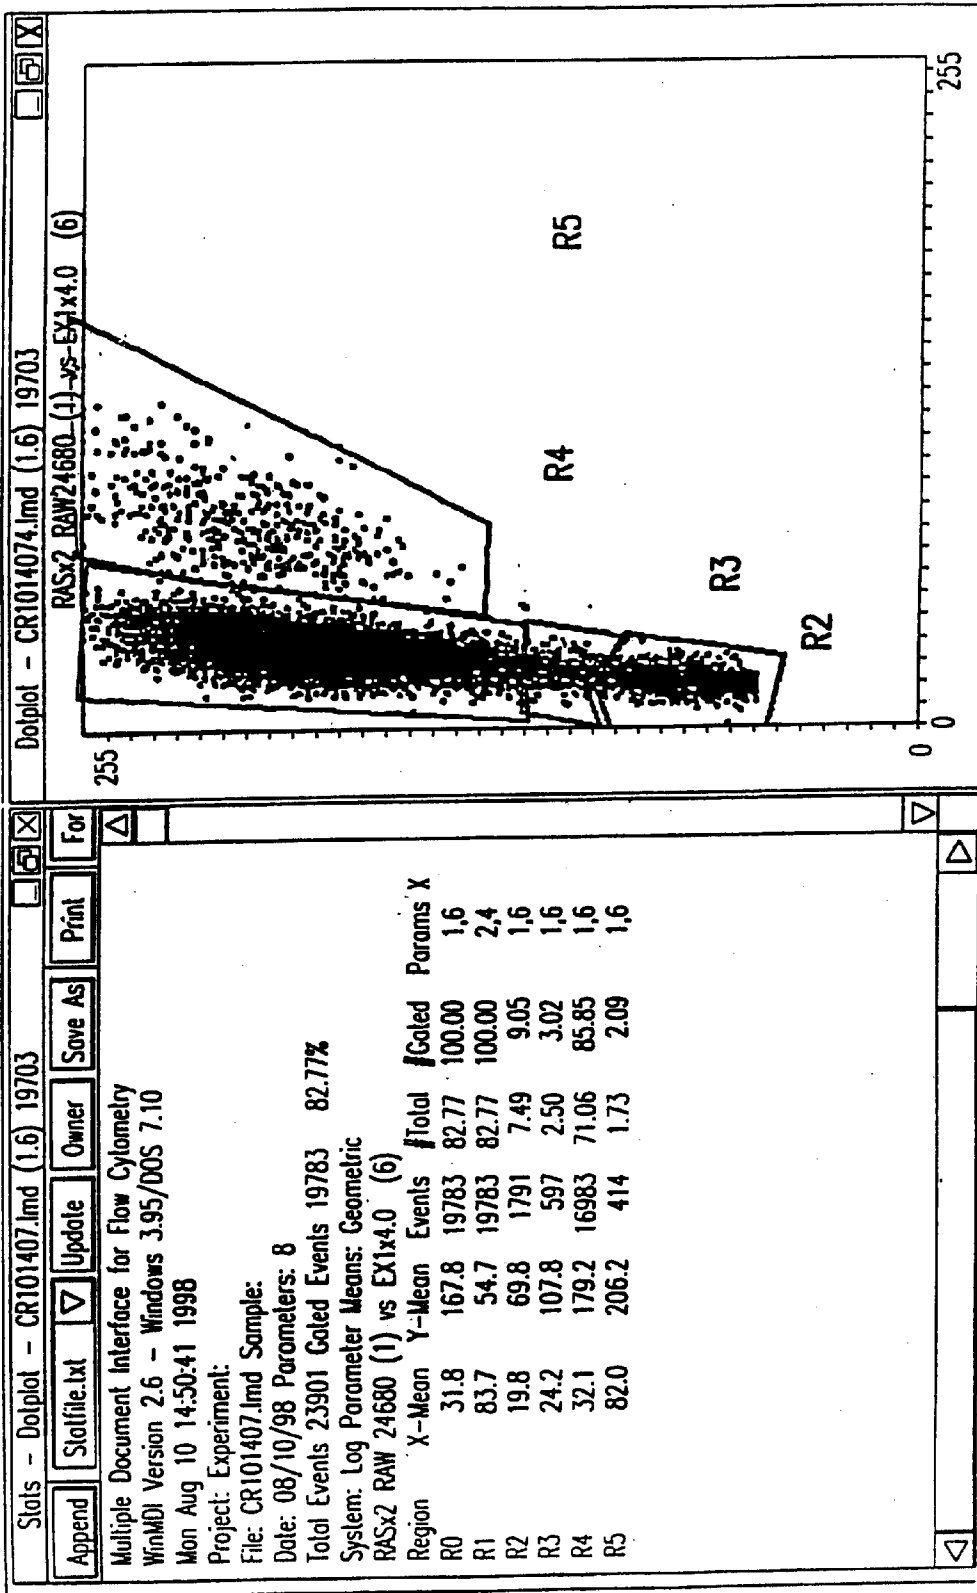 Stats - Dotplot - CR101407.lmd (1.6) 19703
Append Statfile.txt Update Owner Save As Print For
Multiple Document Interface for Flow Cytometry
WinMDI Version 2.6 - Windows 3.95/DOS 7.10
Mon Aug 10 14:50:41 1998
Project: Experiment:
File: CR101407.lmd Sample:
Date: 08/10/98 Parameters: 8
Total Events 23901 Gated Events 19783 82.77%
System: Log Parameter Means: Geometric
RASx2 RAW 24680 (1) vs EX1x4.0 (6)
Region X-Mean Y-Mean Events #Total #Gated Params X
R0 31.8 167.8 19783 82.77 100.00 1,6
R1 83.7 54.7 19783 82.77 100.00 2,4
R2 19.8 69.8 1791 7.49 9.05 1,6
R3 24.2 107.8 597 2.50 3.02 1,6
R4 32.1 179.2 16983 71.06 85.85 1,6
R5 82.0 206.2 414 1.73 2.09 1,6
Dotplot - CR1014074.lmd (1.6) 19703
RASx2 RAW24680 (1) vs EX1x4.0 (6)
255
R5
R4
R3
R2
0
0
255